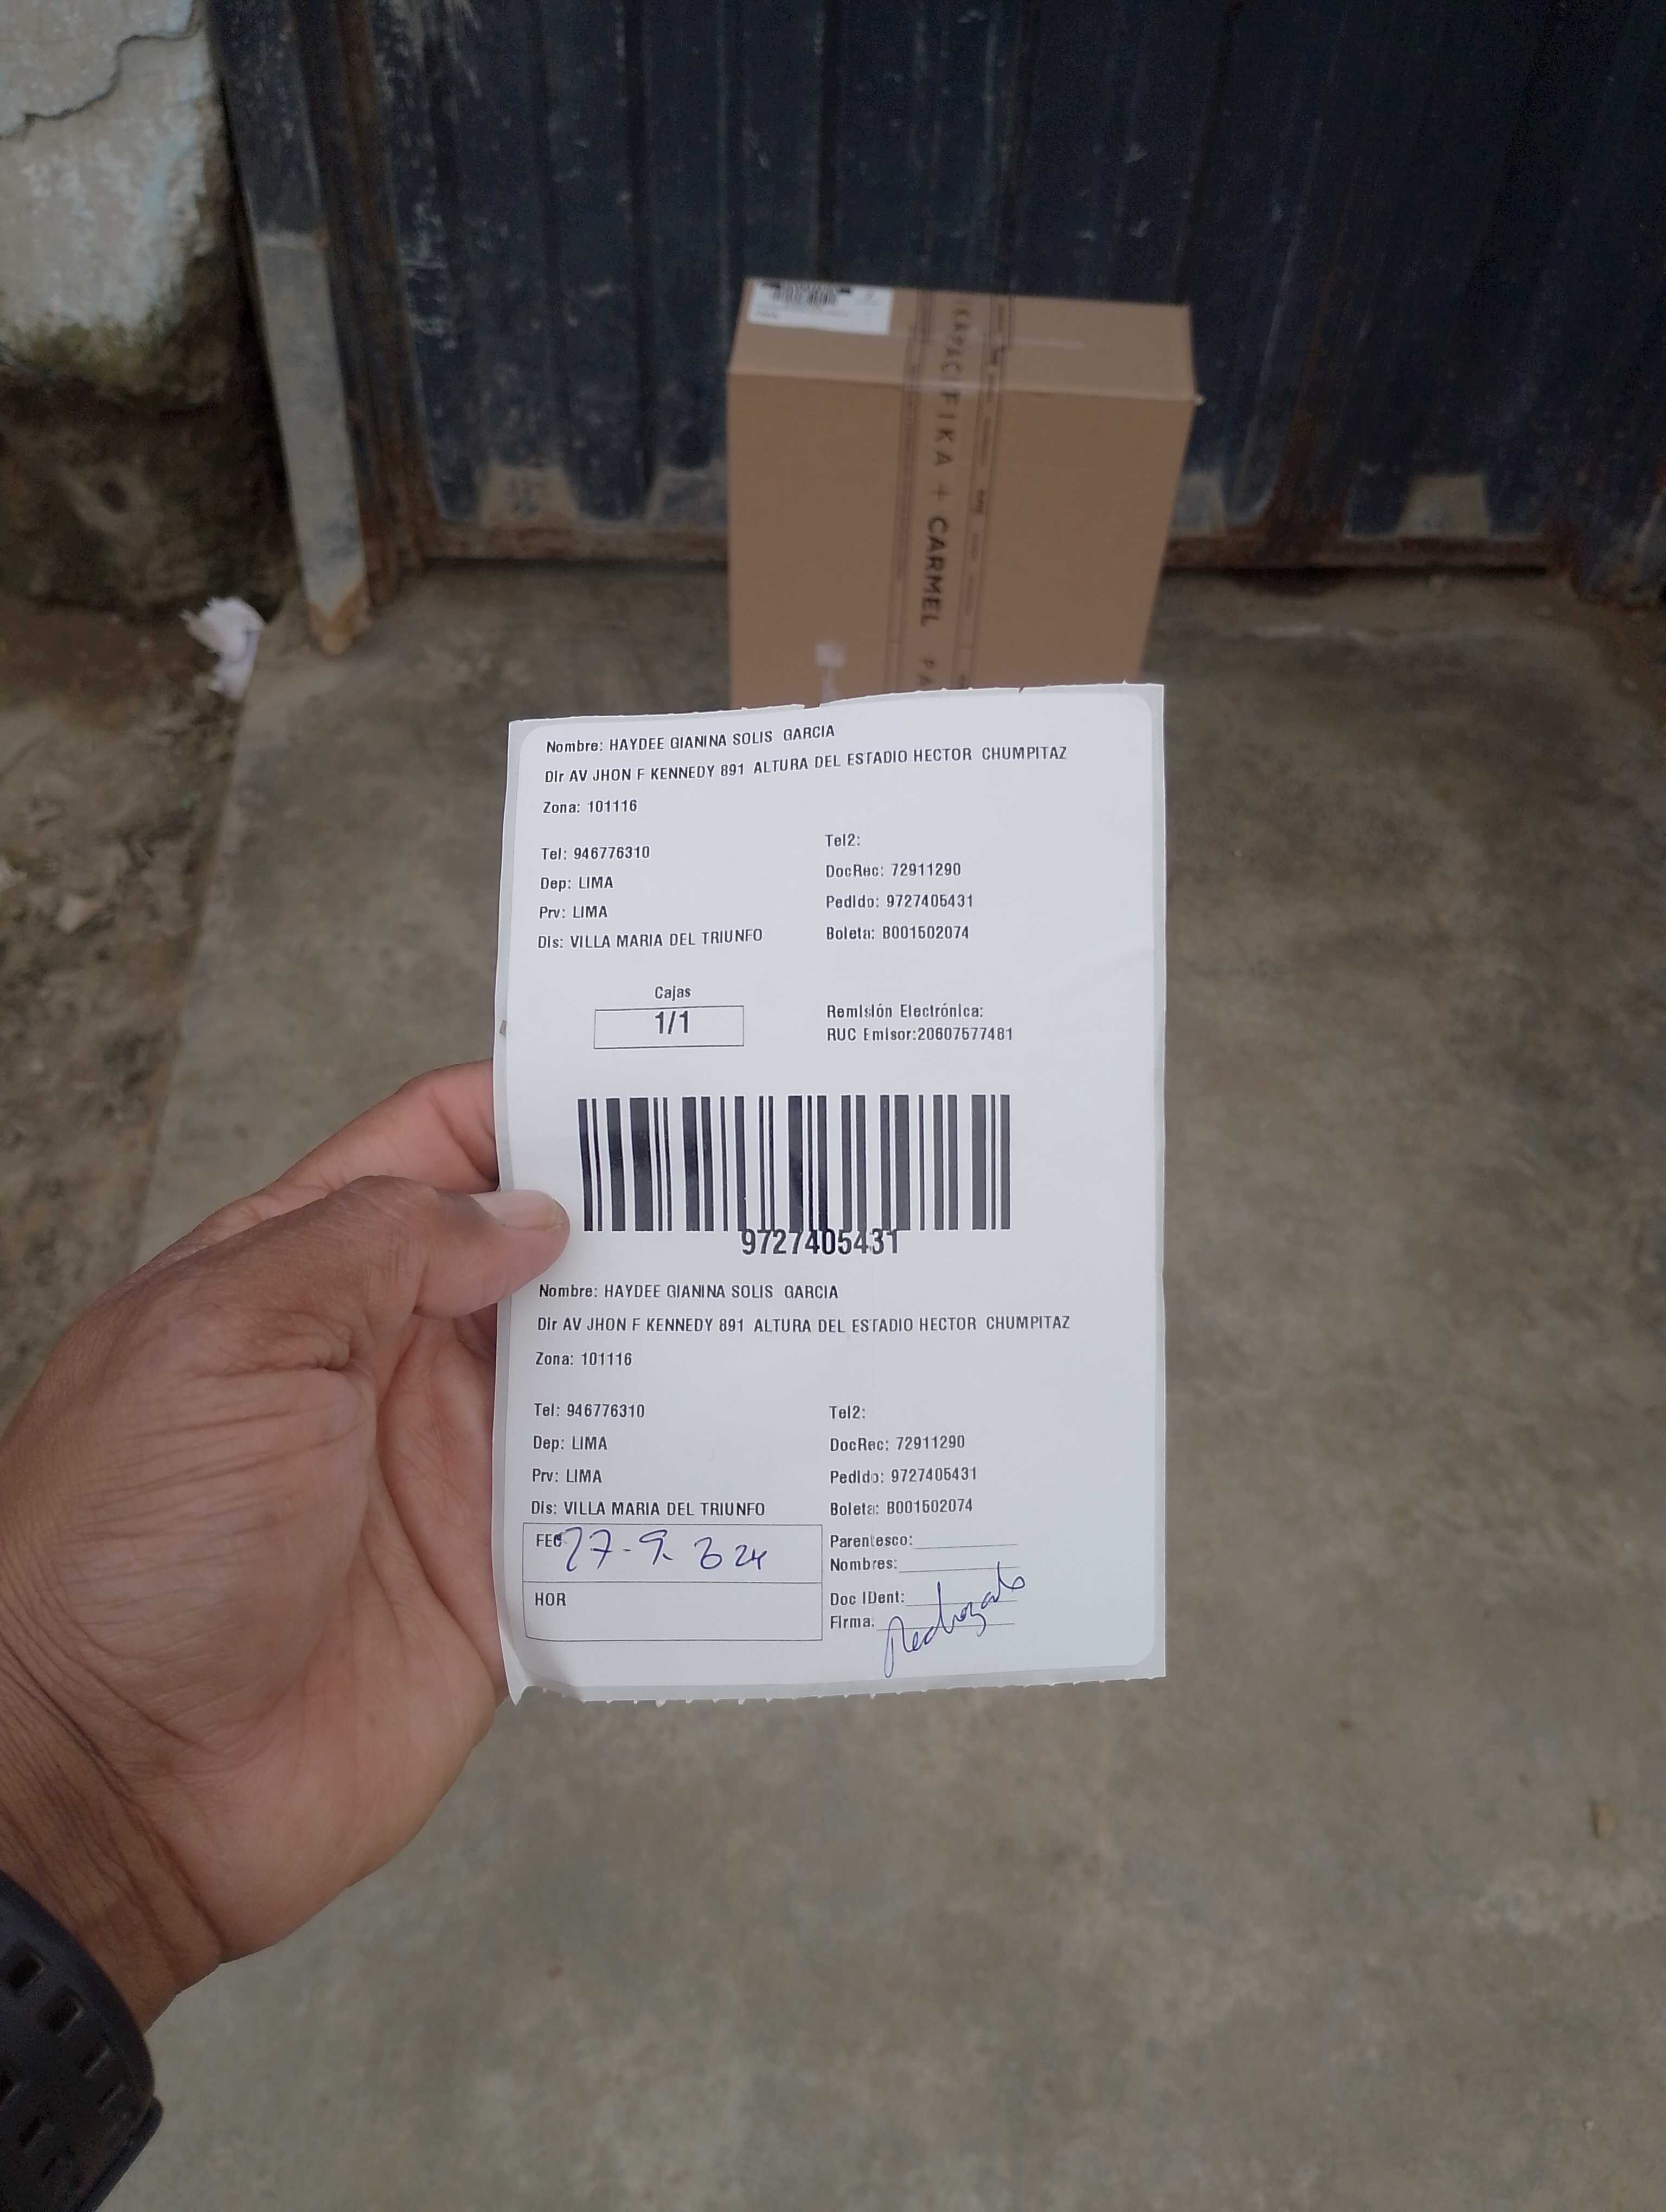 PACIFIKA + CARMEL PA
Nombre: HAYDEE GIANINA SOLIS GARCIA
Dir AV JHON F KENNEDY 891 ALTURA DEL ESTADIO HECTOR CHUMPITAZ
Zona: 101116
Tel: 946776310
Tel2:
Dep: LIMA
DocRec: 72911290
Prv: LIMA
Pedido: 9727405431
Dis: VILLA MARIA DEL TRIUNFO
Boleta: B001502074
Cajas
1/1
Remisión Electrónica:
RUC Emisor:20607577481
9727405431
Nombre: HAYDEE GIANINA SOLIS GARCIA
Dir AV JHON F KENNEDY 891 ALTURA DEL ESTADIO HECTOR CHUMPITAZ
Zona: 101116
Tel: 946776310
Tel2:
Dep: LIMA
DocRec: 72911290
Prv: LIMA
Pedido: 9727405431
Dis: VILLA MARIA DEL TRIUNFO
Boleta: B001502074
FEC 27-9-
Parentesco:
Nombres:
HOR
Doc IDent:
Firma: